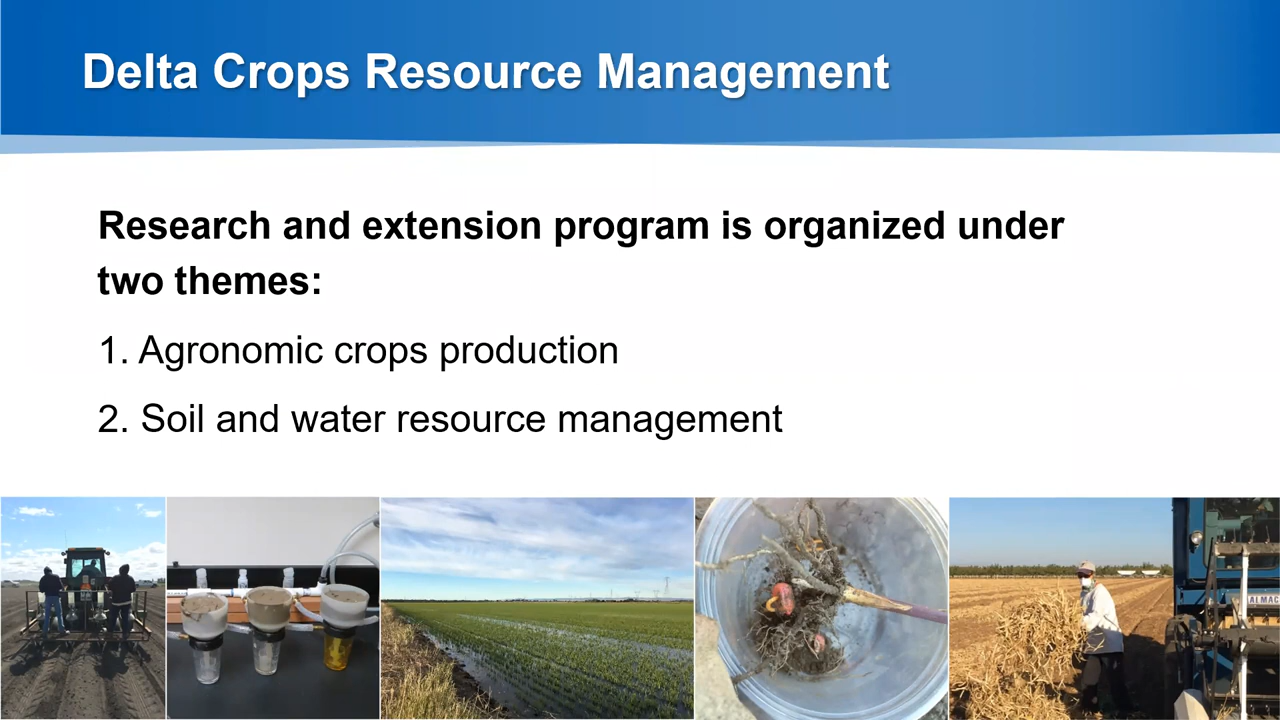 Delta Crops Resource Management
Research and extension program is organized under
two themes:
1. Agronomic crops production
2. Soil and water resource management
ALMAC